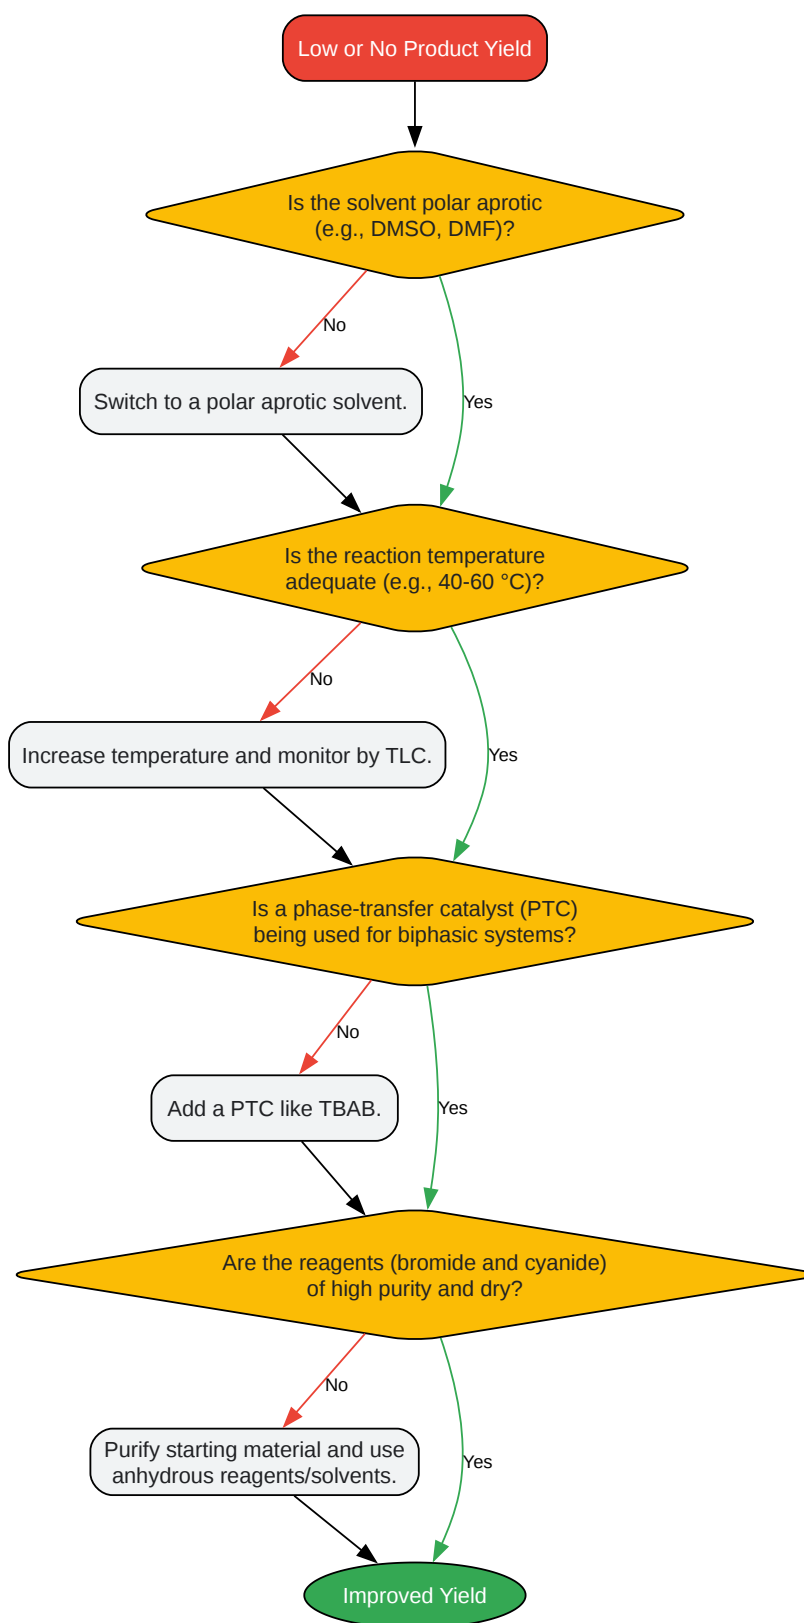 Low or No Product Yield
Is the solvent polar aprotic
(e.g., DMSO, DMF)?
No
Switch to a polar aprotic solvent.
Yes
Is the reaction temperature
adequate (e.g., 40-60 °C)?
No
Increase temperature and monitor by TLC.
Yes
Is a phase-transfer catalyst (PTC)
being used for biphasic systems?
No
Add a PTC like TBAB.
Yes
Are the reagents (bromide and cyanide)
of high purity and dry?
No
Purify starting material and use
anhydrous reagents/solvents.
Yes
Improved Yield